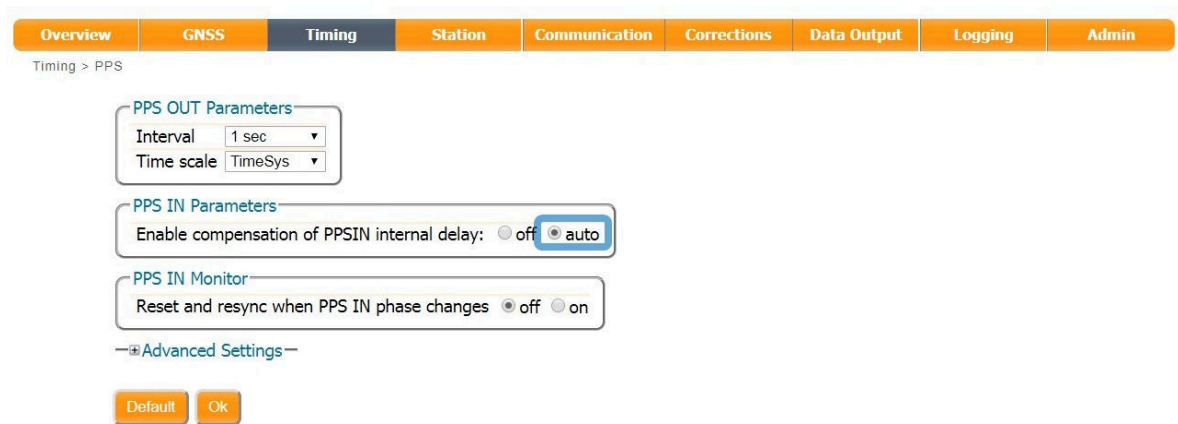 Overview GNSS Timing Station Communication Corrections Data Output Logging Admin
Timing > PPS
PPS OUT Parameters
Interval 1 sec
Time scale TimeSys
PPS IN Parameters
Enable compensation of PPSIN internal delay: off auto
PPS IN Monitor
Reset and resync when PPS IN phase changes off on
Advanced Settings
Default Ok